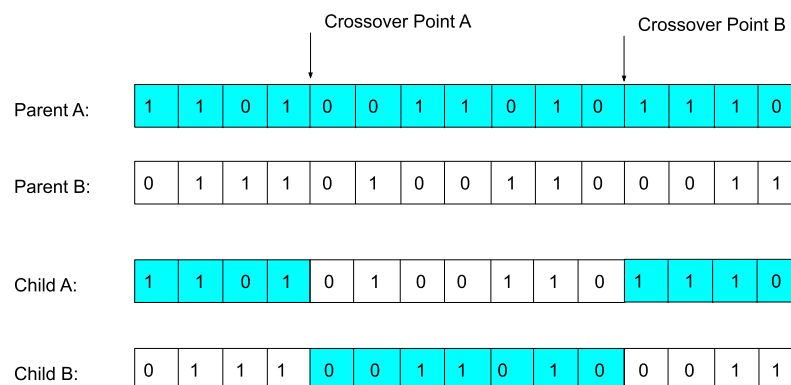 Crossover Point A
Crossover Point B
Parent A: 1 1 0 1 0 0 1 1 0 1 0 1 1 1 0
Parent B: 0 1 1 1 0 1 0 0 1 1 0 0 0 1 1
Child A: 1 1 0 1 0 1 0 0 1 1 0 1 1 1 0
Child B: 0 1 1 1 0 0 1 1 0 1 0 0 0 1 1